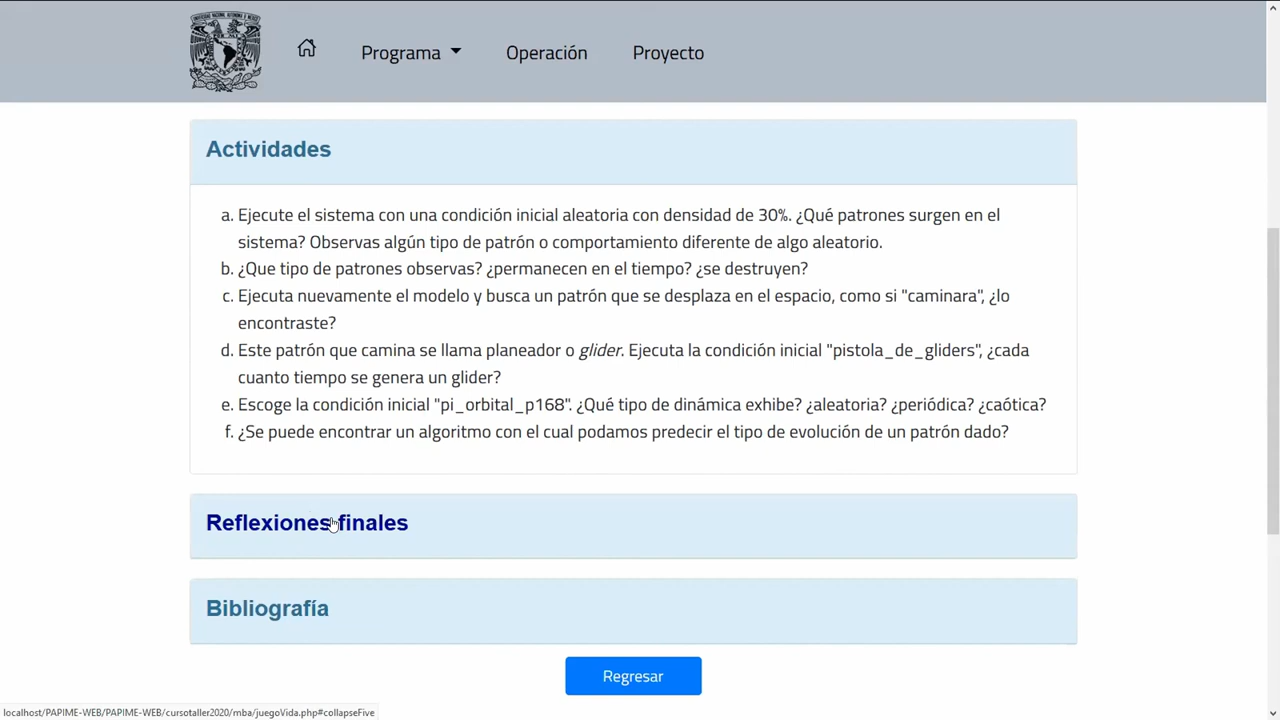 Programa
Operación
Proyecto
Actividades
a. Ejecute el sistema con una condición inicial aleatoria con densidad de 30%. ¿Qué patrones surgen en el
sistema? Observas algún tipo de patrón o comportamiento diferente de algo aleatorio.
b. ¿Que tipo de patrones observas? ¿permanecen en el tiempo? ¿se destruyen?
c. Ejecuta nuevamente el modelo y busca un patrón que se desplaza en el espacio, como si "caminara", ¿lo
encontraste?
d. Este patrón que camina se llama planeador o glider. Ejecuta la condición inicial "pistola_de_gliders", ¿cada
cuanto tiempo se genera un glider?
e. Escoge la condición inicial "pi_orbital_p168". ¿Qué tipo de dinámica exhibe? ¿aleatoria? ¿periódica? ¿caótica?
f. ¿Se puede encontrar un algoritmo con el cual podamos predecir el tipo de evolución de un patrón dado?
Reflexiones finales
Bibliografía
Regresar
localhost/PAPIME-WEB/PAPIME-WEB/cursotaller2020/mba/juegoVida.php#collapseFive